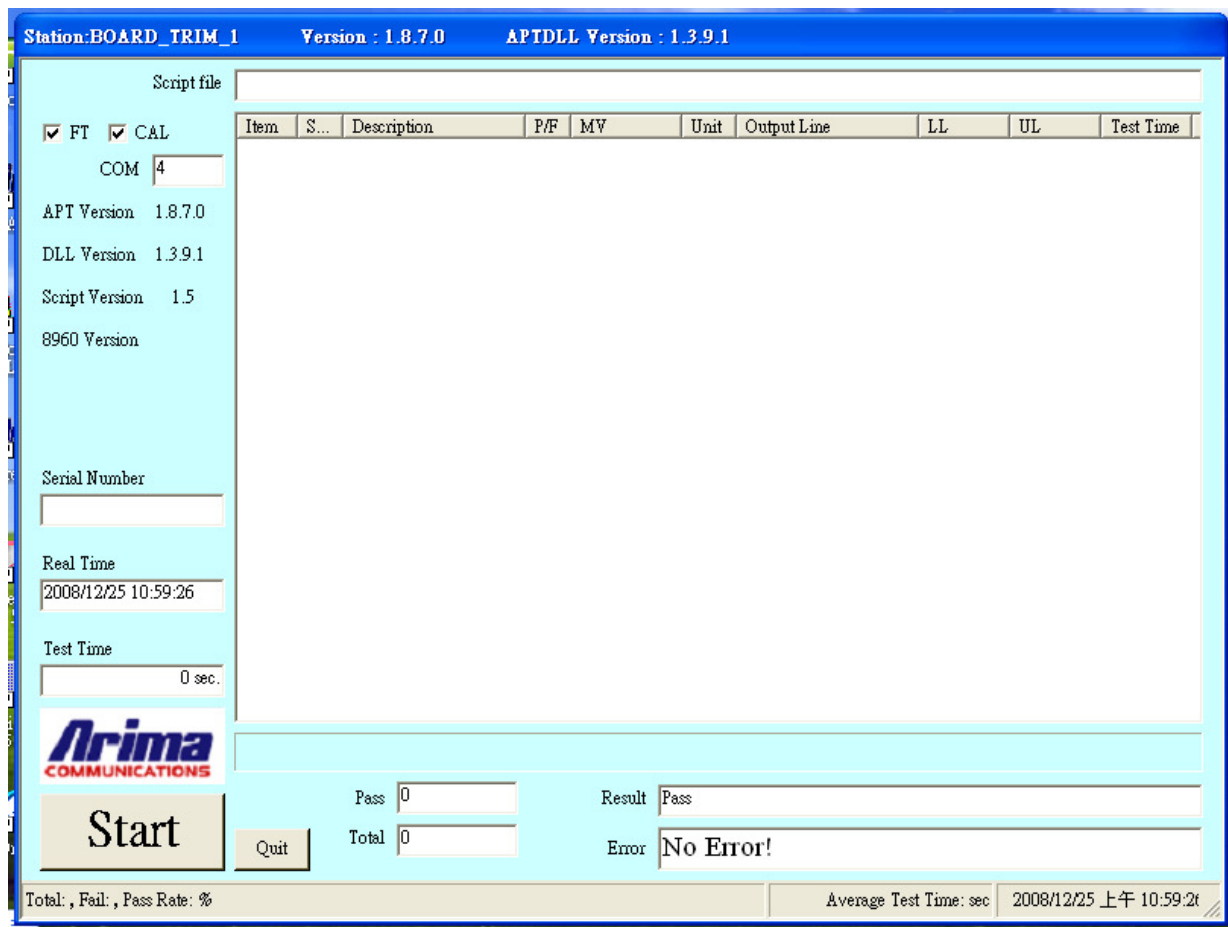 Station:BOARD_TRIM_1 Version : 1.8.7.0 APTDLL Version : 1.3.9.1
Script file
FT CAL
COM 4
APT Version 1.8.7.0
DLL Version 1.3.9.1
Script Version 1.5
8960 Version
Serial Number
Real Time
2008/12/25 10:59:26
Test Time
0 sec.
Arima
COMMUNICATIONS
Start
Item S... Description P/F MV Unit Output Line LL UL Test Time
Quit
Pass 0
Total 0
Result Pass
Error No Error!
Total: , Fail: , Pass Rate: %
Average Test Time: sec
2008/12/25 上午 10:59:26